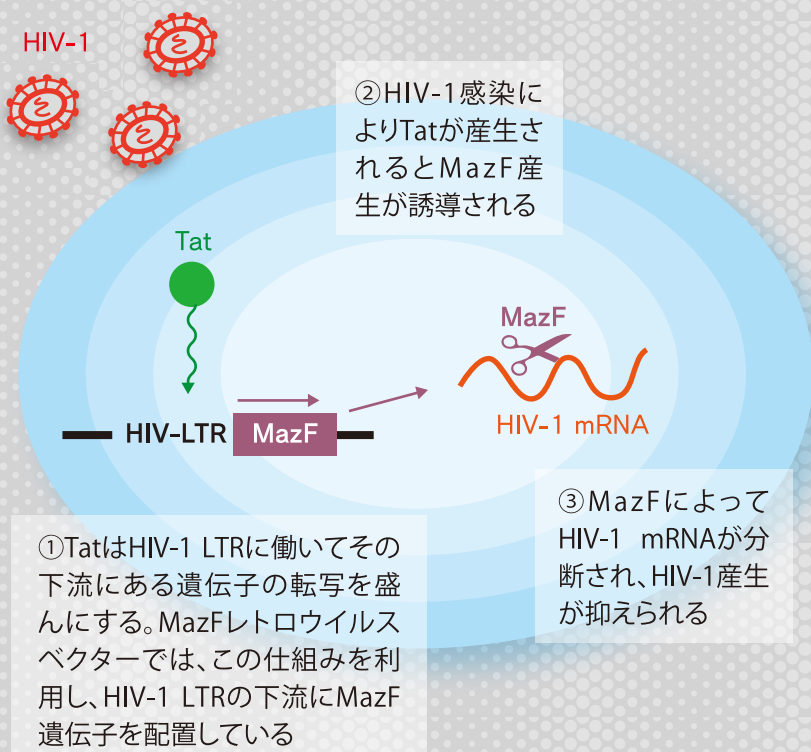 HIV-1
②HIV-1感染に
よりTatが産生さ
れるとMazF産
生が誘導される
Tat
MazF
HIV-LTR MazF
HIV-1 mRNA
①TatはHIV-1 LTRに働いてその
下流にある遺伝子の転写を盛
んにする。MazFレトロウイルス
ベクターでは、この仕組みを利
用し、HIV-1 LTRの下流にMazF
遺伝子を配置している
③MazFによって
HIV-1 mRNAが分
断され、HIV-1産生
が抑えられる